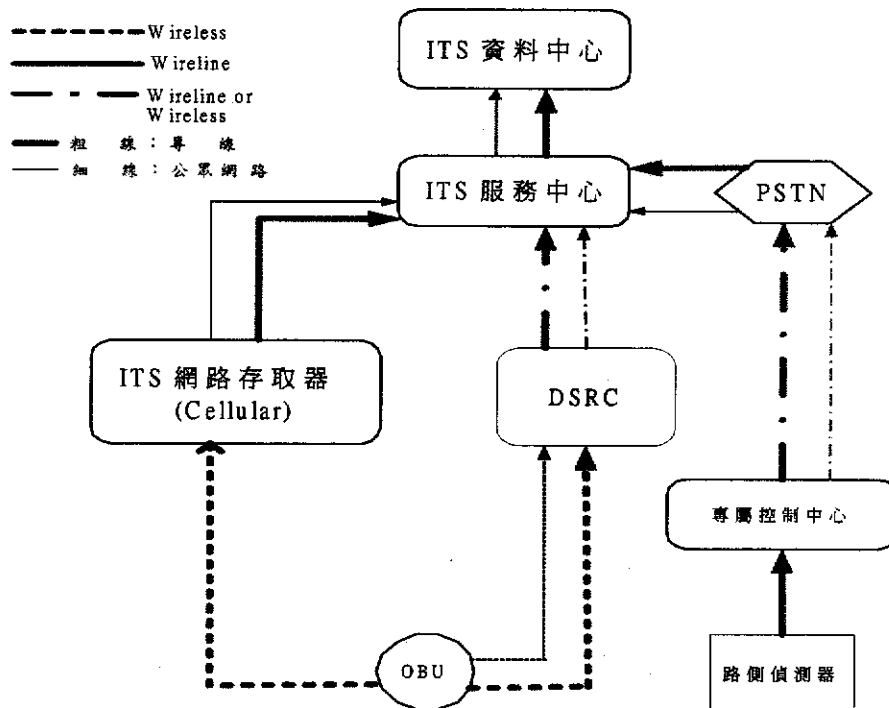 Wireless
Wireline
Wireline or
Wireless
粗 線：專 線
細 線：公眾網路
ITS 資料中心
ITS 服務中心
PSTN
ITS 網路存取器
(Cellular)
DSRC
專屬控制中心
OBU
路側偵測器